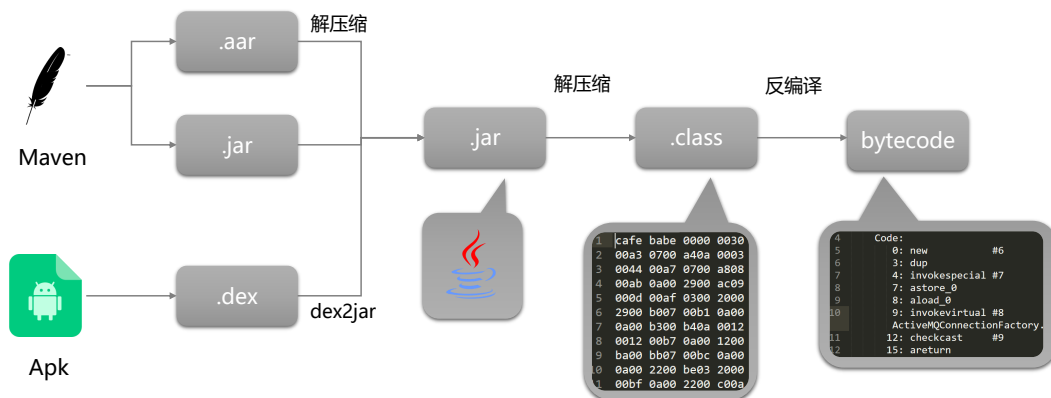 解压缩
.aar
解压缩
反编译
.jar
.jar
.class
bytecode
Maven
.dex
dex2jar
Apk
1 cafe babe 0000 0030
2 00a3 0700 a40a 0003
3 0044 00a7 0700 a808
4 00ab 0a00 2900 ac09
5 000d 00af 0300 2000
6 2900 b007 00b1 0a00
7 0a00 b300 b40a 0012
8 0012 00b7 0a00 1200
9 ba00 bb07 00bc 0a00
10 0a00 2200 be03 2000
11 00bf 0a00 2200 c00a
4 Code:
5 0: new #6
6 3: dup
7 4: invokespecial #7
8 7: astore_0
9 8: aload_0
10 9: invokevirtual #8
ActiveMQConnectionFactory.
11 12: checkcast #9
12 15: areturn